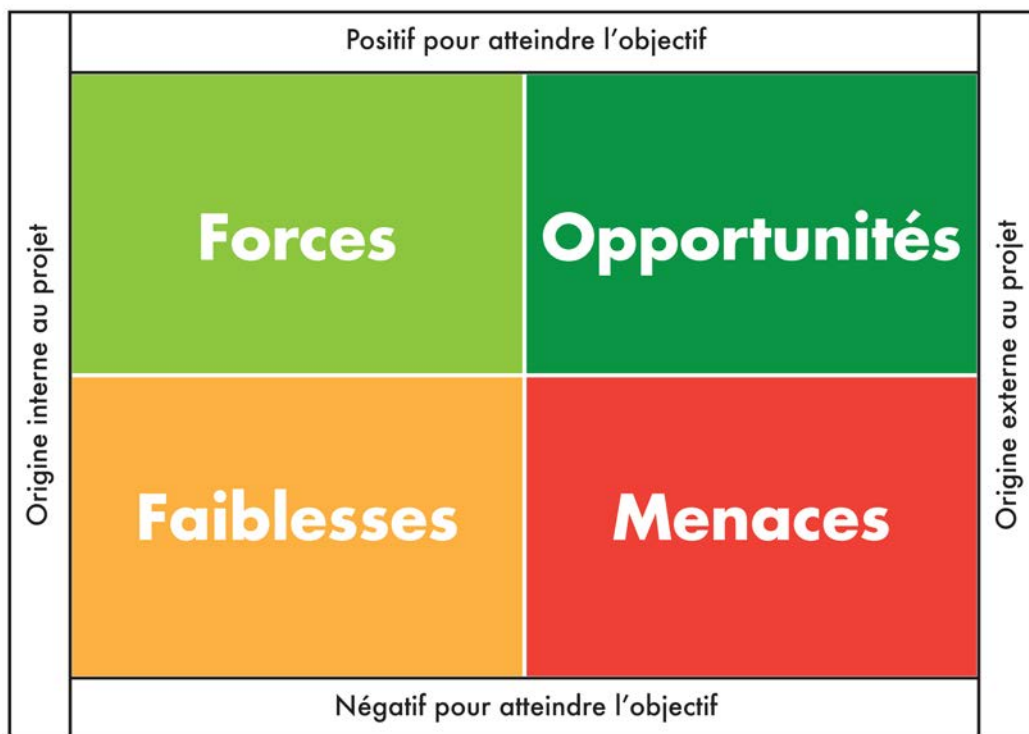 Positif pour atteindre l’objectif
Origine interne au projet
Forces
Opportunités
Origine externe au projet
Faiblesses
Menaces
Négatif pour atteindre l’objectif